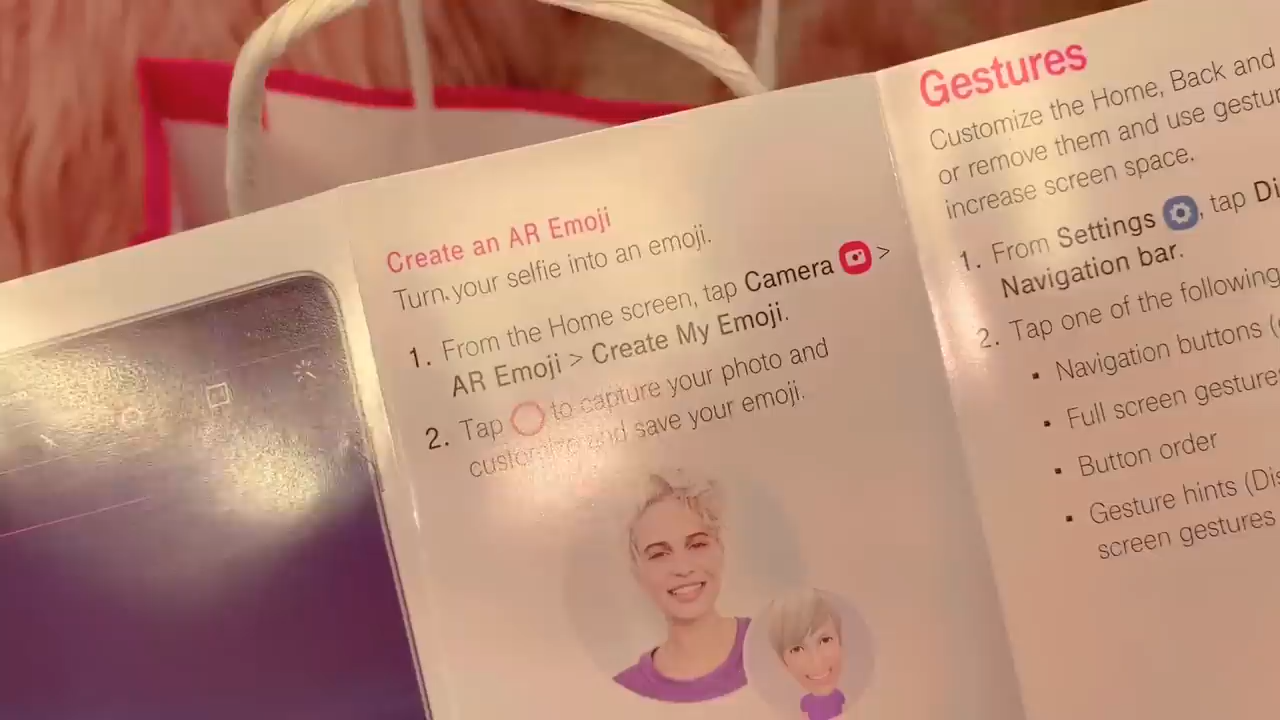 Create an AR Emoji
Turn your selfie into an emoji.
1. From the Home screen, tap Camera >
AR Emoji > Create My Emoji.
2. Tap to capture your photo and
customize and save your emoji.
Gestures
Customize the Home, Back and
or remove them and use
increase screen space.
1. From Settings , tap
Navigation bar.
2. Tap one of the following
▪ Navigation buttons (
▪ Full screen gestures
▪ Button order
▪ Gesture hints (
screen gestures